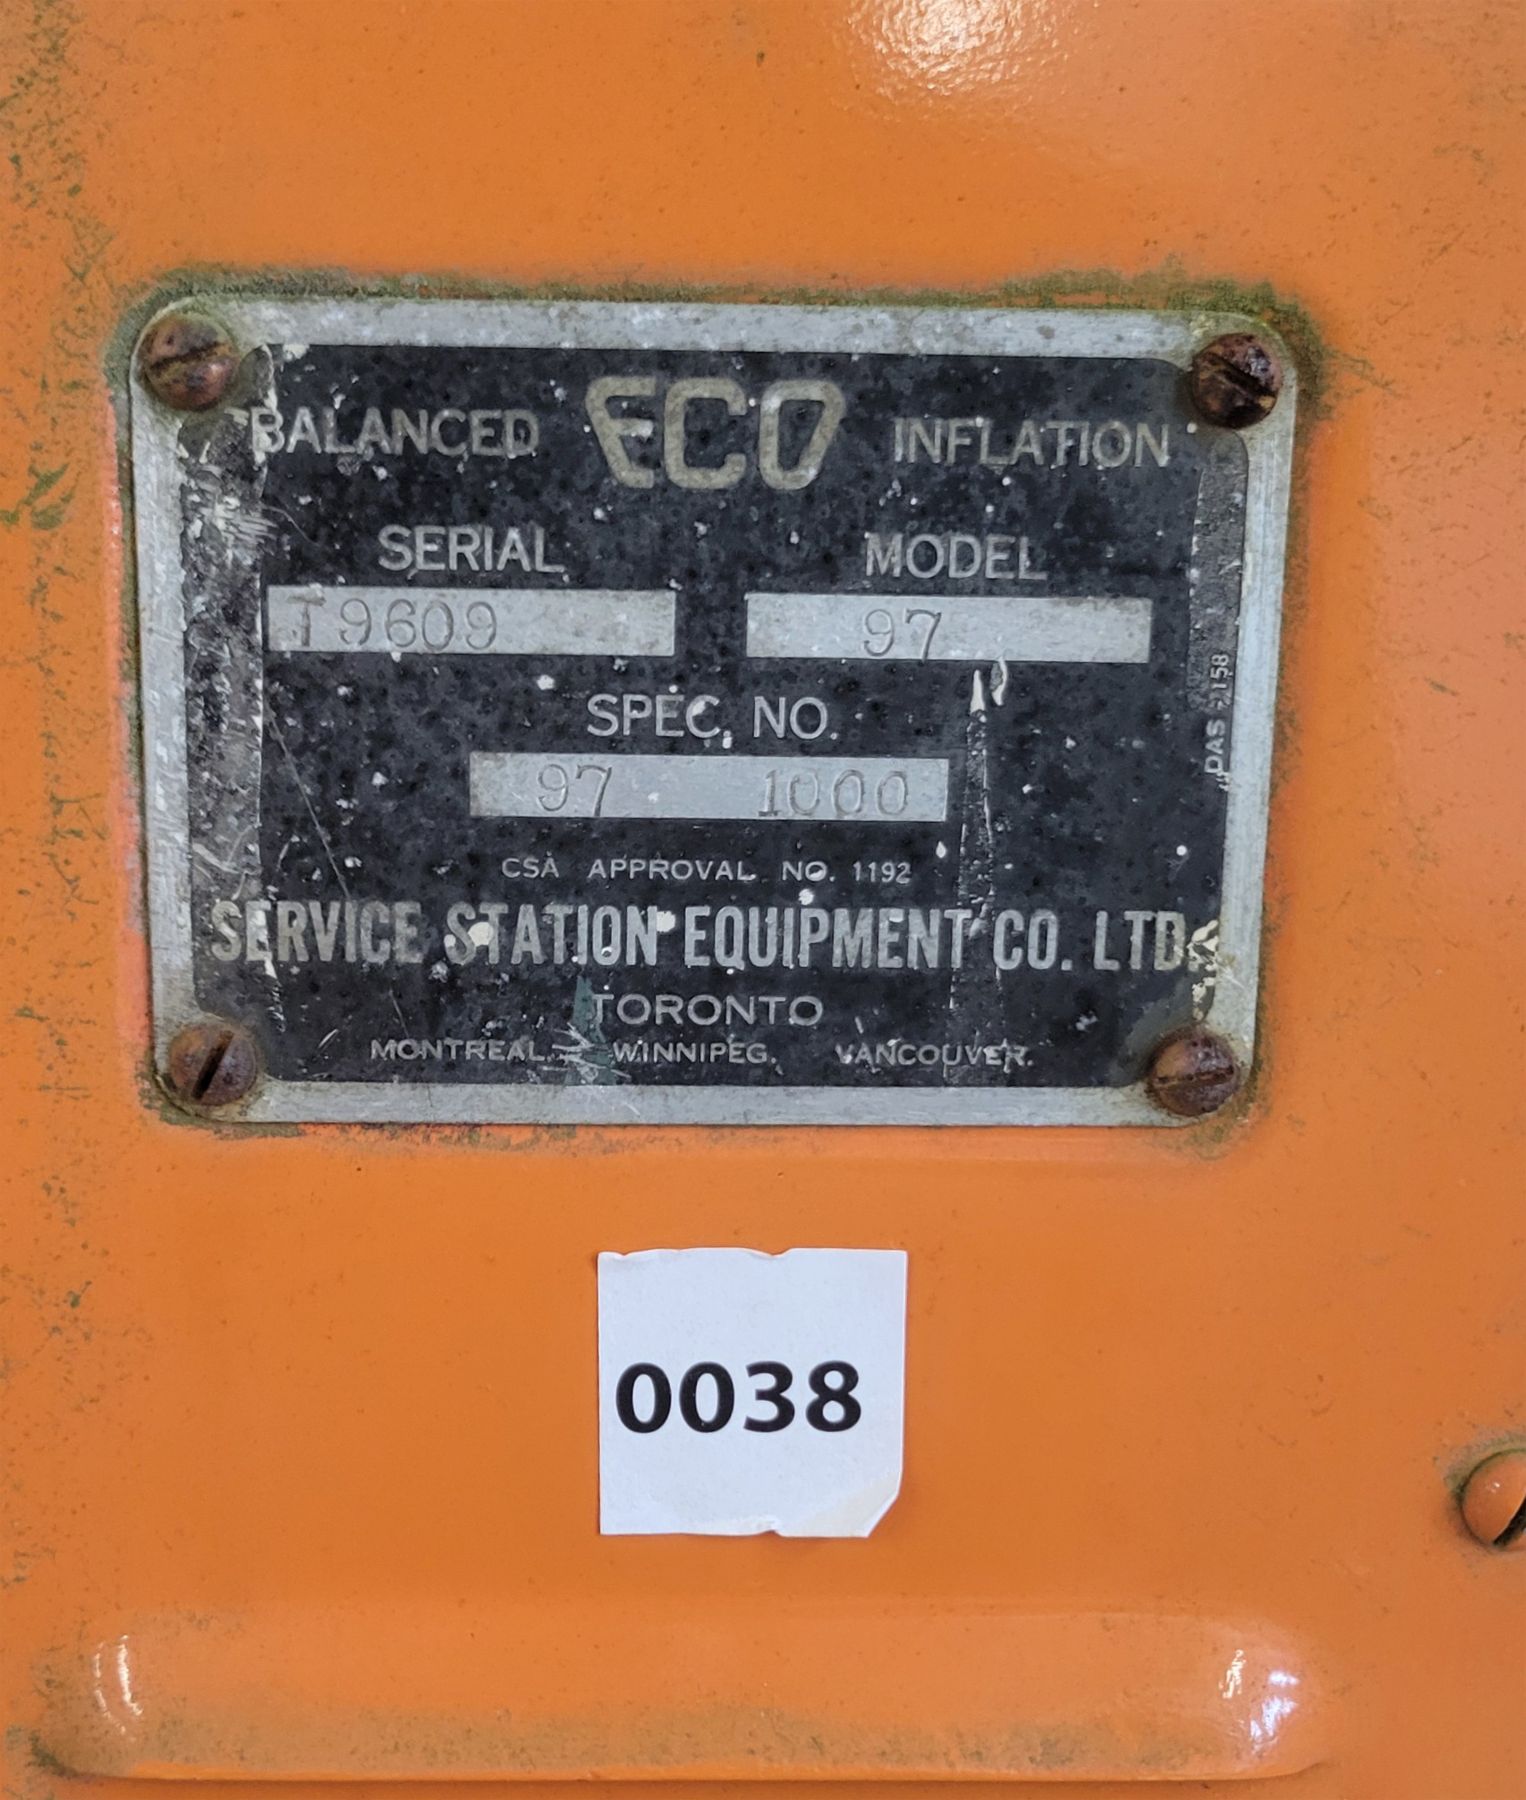 BALANCED ECO INFLATION
SERIAL MODEL
T9609 97
SPEC. NO.
97 1000
CSA APPROVAL NO. 1192
SERVICE STATION EQUIPMENT CO. LTD.
TORONTO
MONTREAL. WINNIPEG. VANCOUVER.
DAS
0038